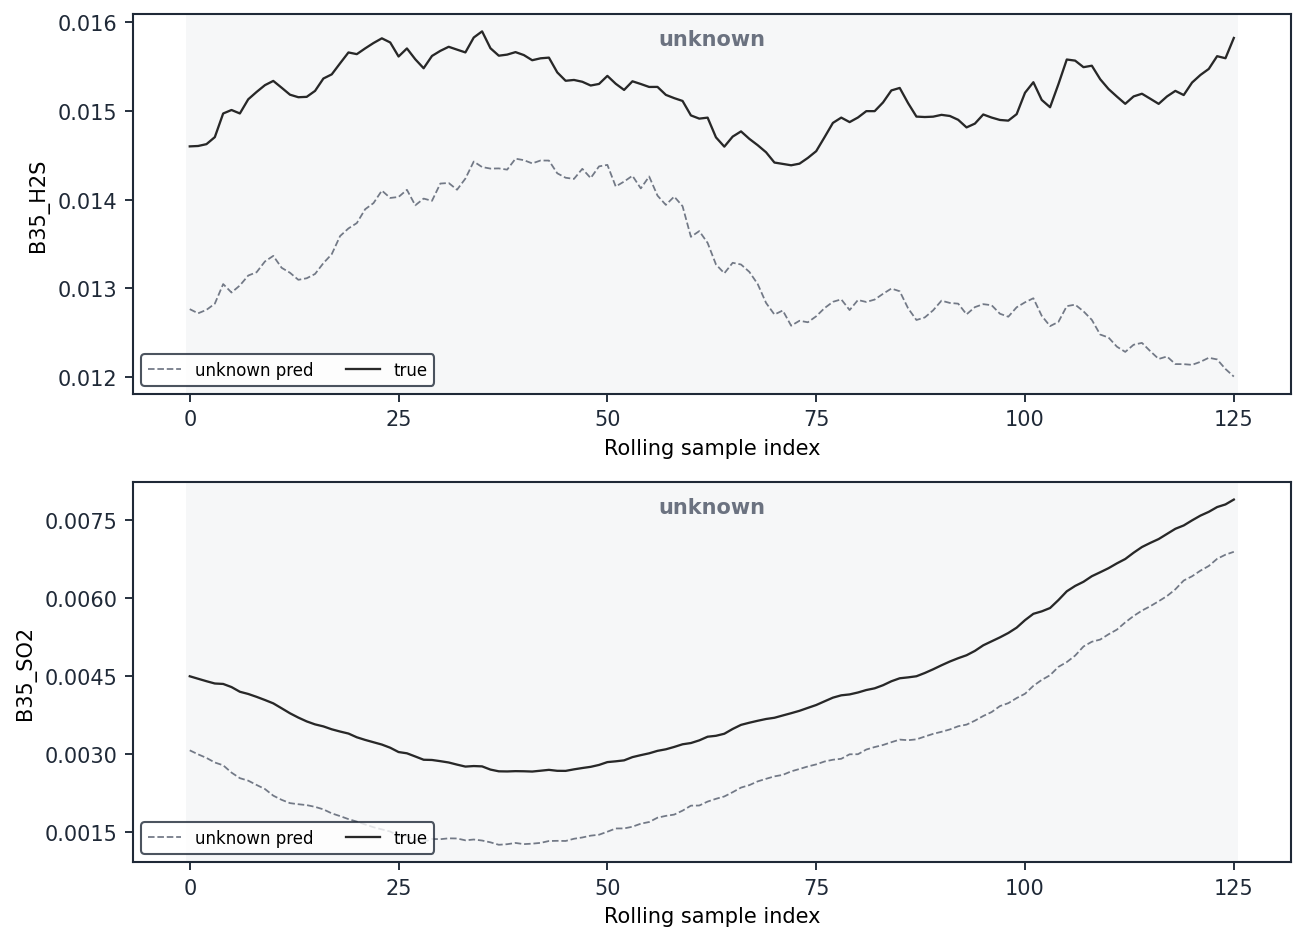 0.016
unknown
0.015
0.014
0.013
0.012
B35_H2S
unknown pred true
0 25 50 75 100 125
Rolling sample index
unknown
0.0075
0.0060
0.0045
0.0030
0.0015
B35_SO2
unknown pred true
0 25 50 75 100 125
Rolling sample index